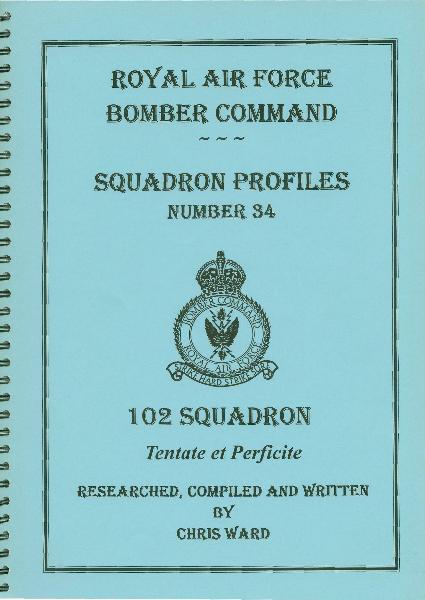 ROYAL AIR FORCE
BOMBER COMMAND
~ ~ ~
SQUADRON PROFILES
NUMBER 34
BOMBER COMMAND
ROYAL AIR FORCE
STRIKE HARD STRIKE SURE
102 SQUADRON
Tentate et Perficite
RESEARCHED, COMPILED AND WRITTEN
BY
CHRIS WARD